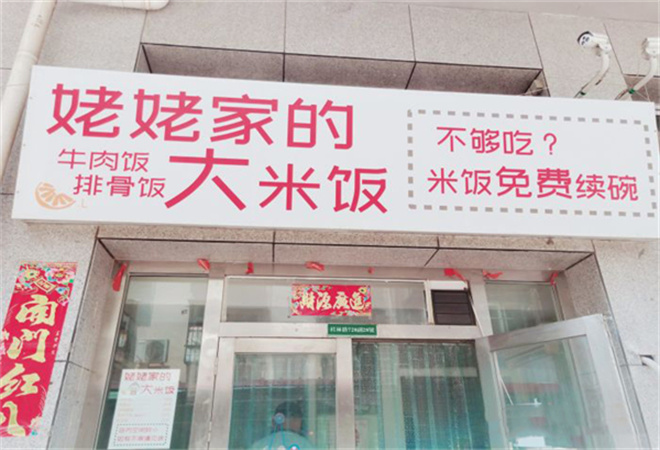 姥姥家的
牛肉饭
排骨饭
大米饭
不够吃？
米饭免费续碗
财源广进
开门红
姥姥家的
大米饭